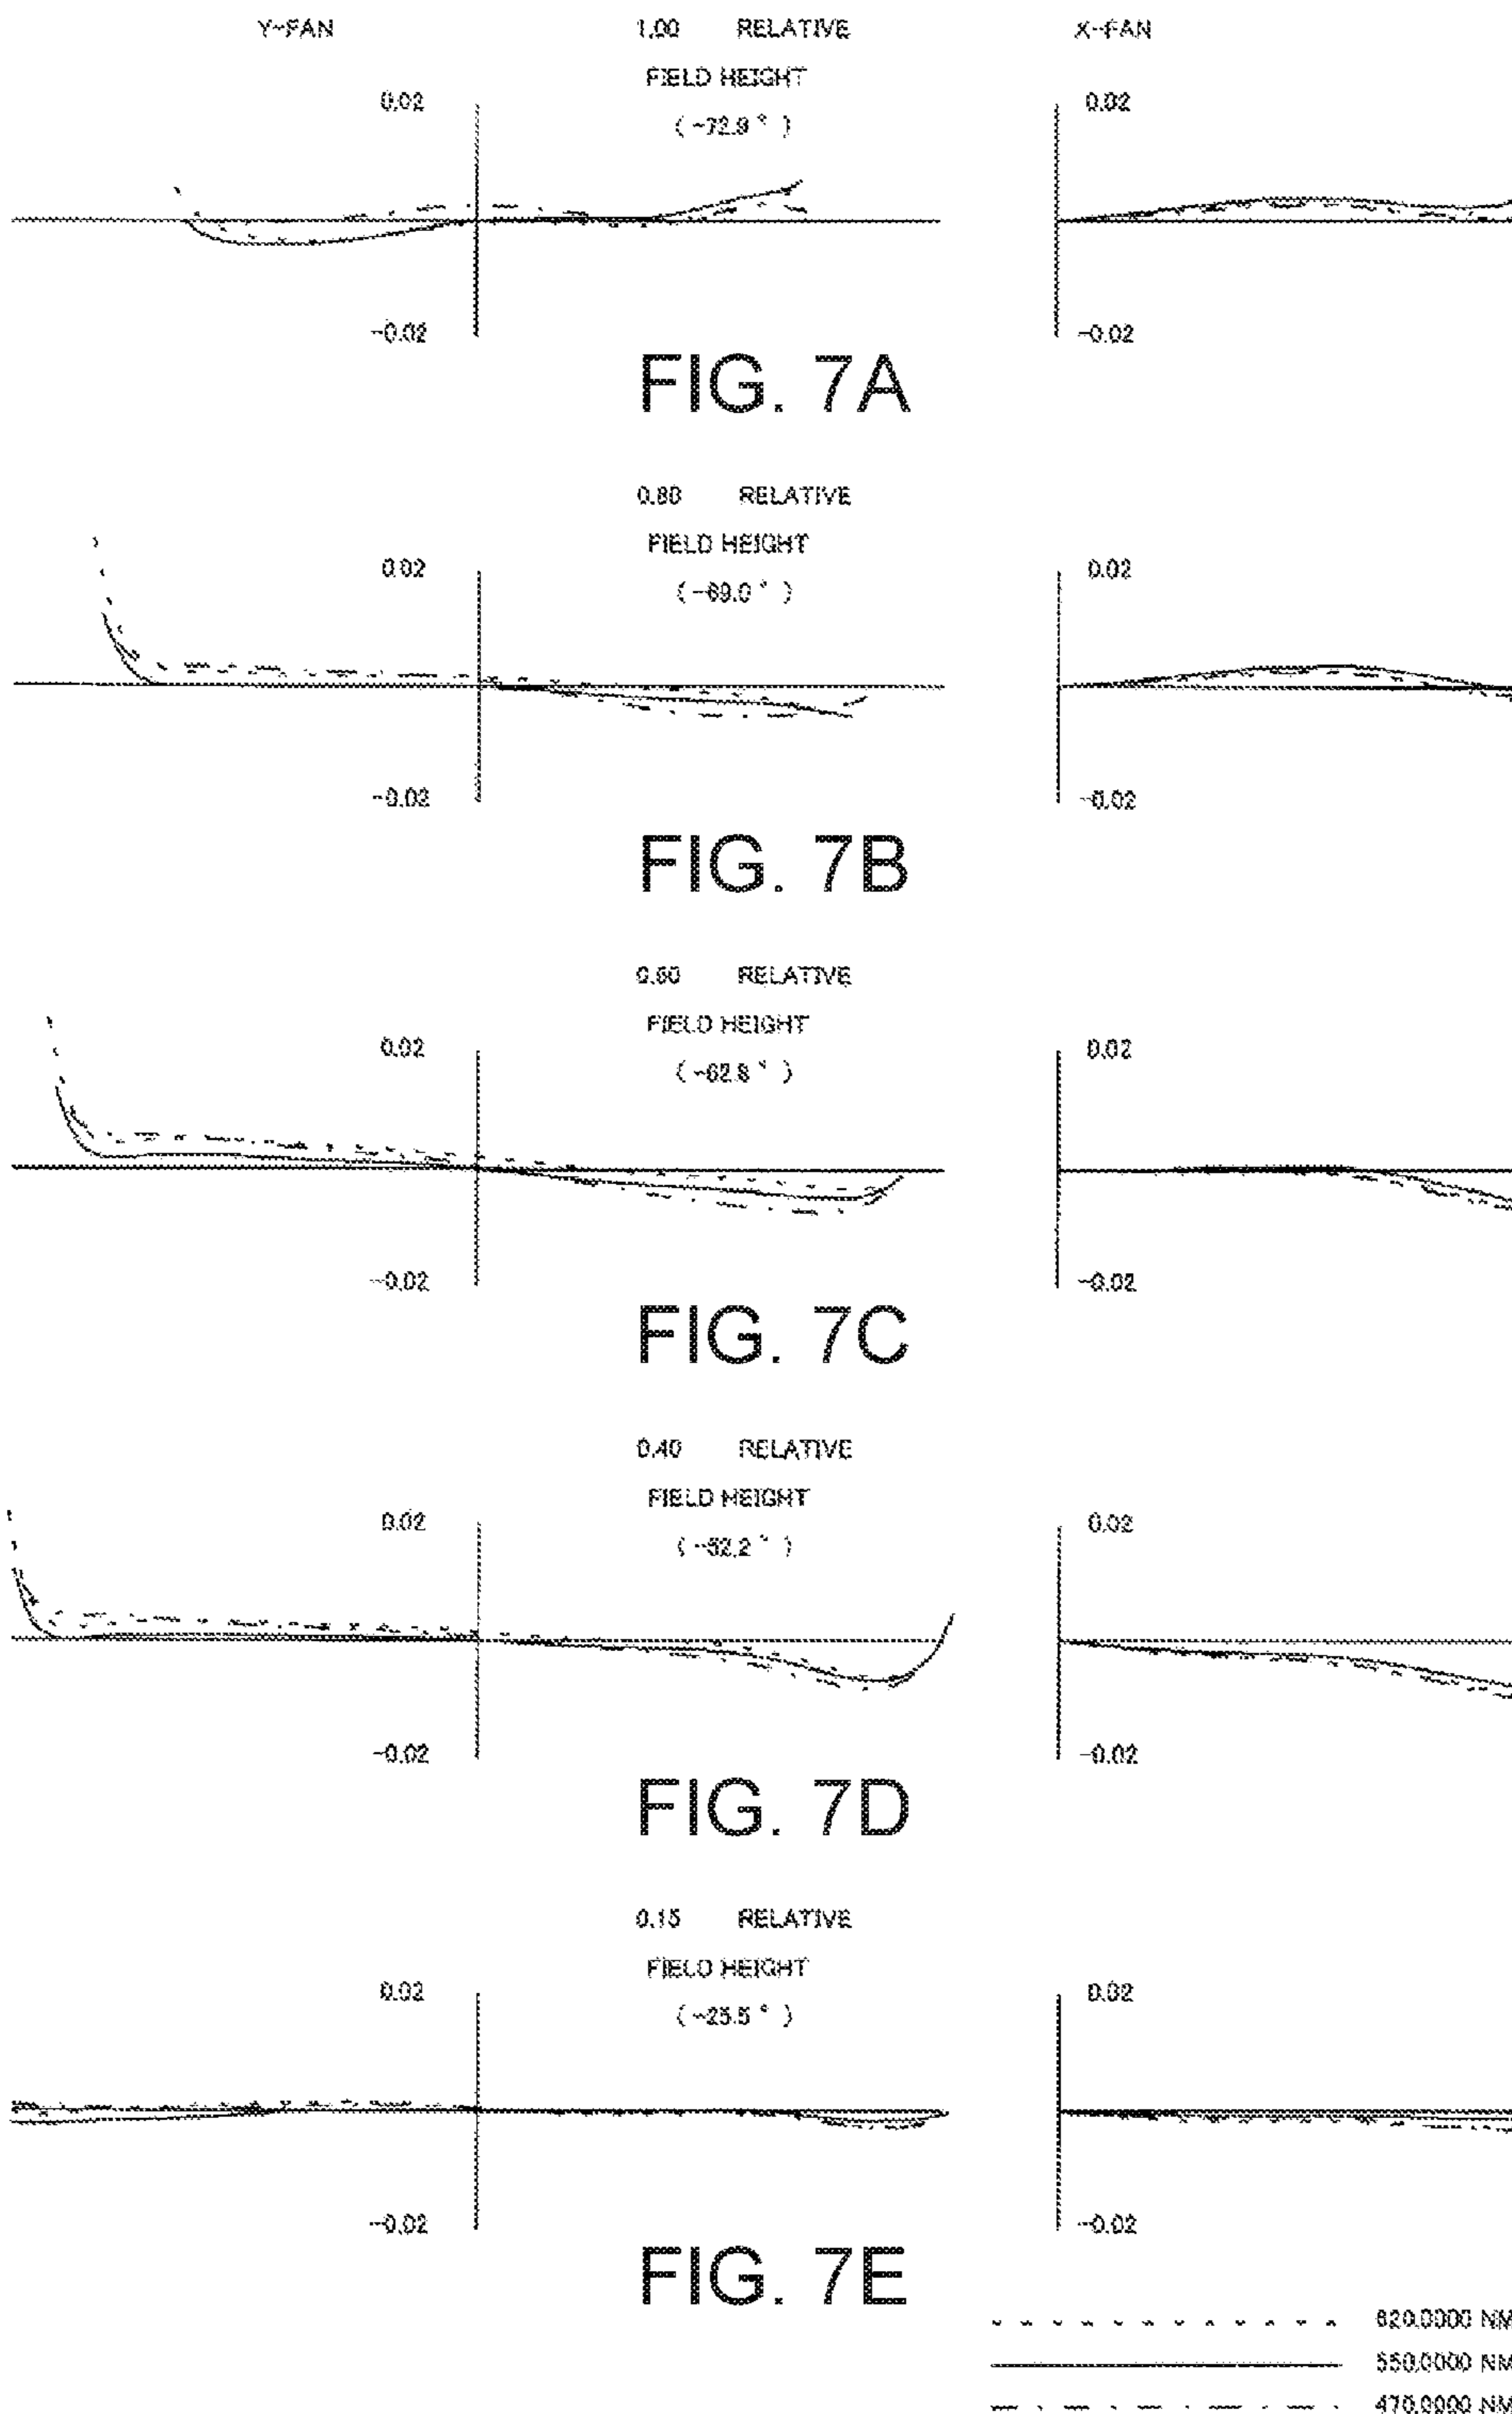 Y-FAN 1.00 RELATIVE X-FAN
FIELD HEIGHT
0.02 (-72.9°) 0.02
-0.02 -0.02
FIG. 7A
0.80 RELATIVE
FIELD HEIGHT
0.02 (-69.0°) 0.02
-0.02 -0.02
FIG. 7B
0.60 RELATIVE
FIELD HEIGHT
0.02 (-62.8°) 0.02
-0.02 -0.02
FIG. 7C
0.40 RELATIVE
FIELD HEIGHT
0.02 (-52.2°) 0.02
-0.02 -0.02
FIG. 7D
0.15 RELATIVE
FIELD HEIGHT
0.02 (-25.5°) 0.02
-0.02 -0.02
FIG. 7E
620.0000 NM
550.0000 NM
470.0000 NM